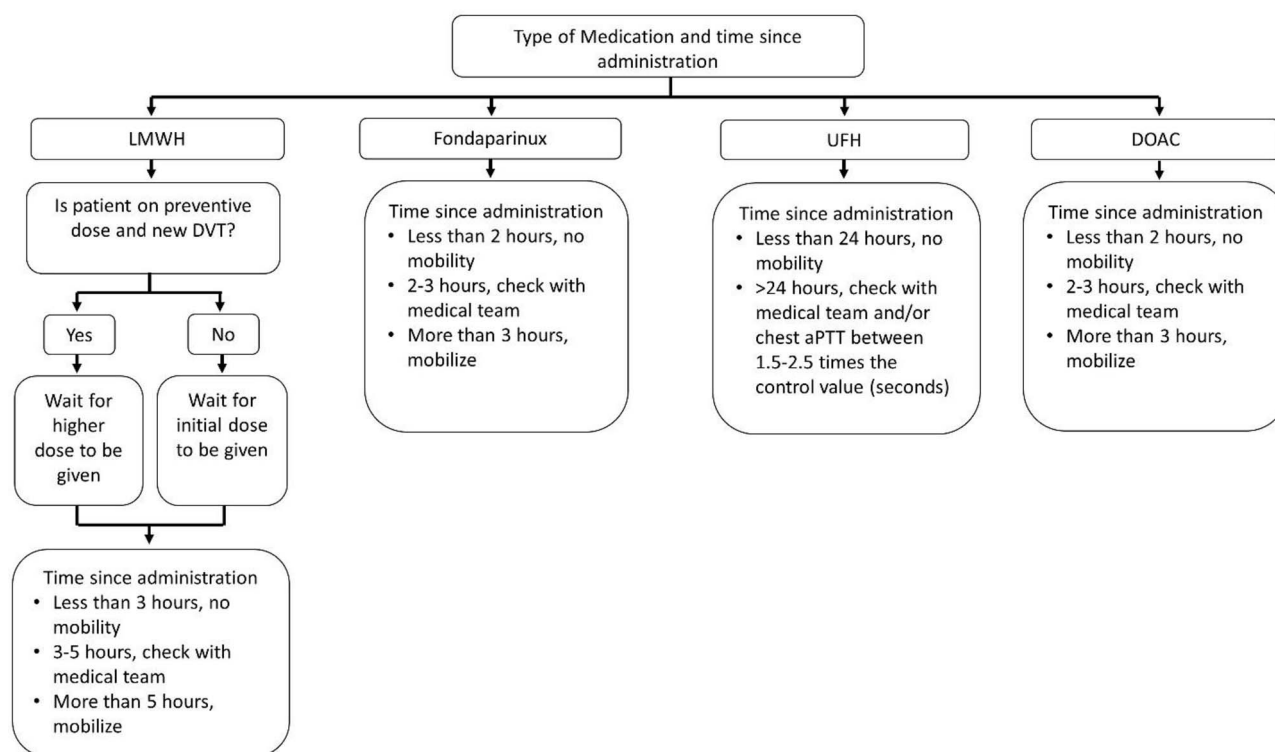 Type of Medication and time since
administration
LMWH
Fondaparinux
UFH
DOAC
Is patient on preventive
dose and new DVT?
Yes
No
Wait for
higher
dose to be
given
Wait for
initial dose
to be given
Time since administration
• Less than 3 hours, no
mobility
• 3-5 hours, check with
medical team
• More than 5 hours,
mobilize
Time since administration
• Less than 2 hours, no
mobility
• 2-3 hours, check with
medical team
• More than 3 hours,
mobilize
Time since administration
• Less than 24 hours, no
mobility
• >24 hours, check with
medical team and/or
chest aPTT between
1.5-2.5 times the
control value (seconds)
Time since administration
• Less than 2 hours, no
mobility
• 2-3 hours, check with
medical team
• More than 3 hours,
mobilize